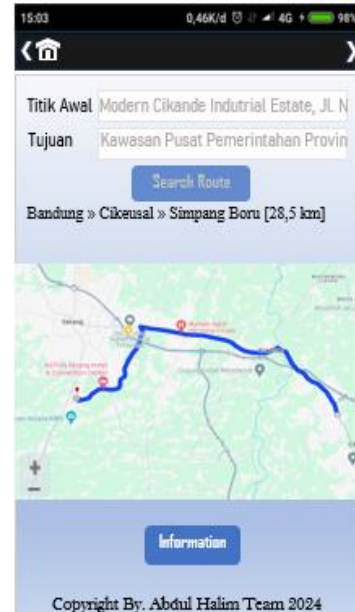 15:03 0,46K/d 4G 98%
Titik Awal Modern Cikande Indutrial Estate, Jl. N
Tujuan Kawasan Pusat Pemerintahan Provin
Search Route
Bandung » Cikeusal » Simpang Boru [28,5 km]
Serang
+
−
Information
Copyright By. Abdul Halim Team 2024